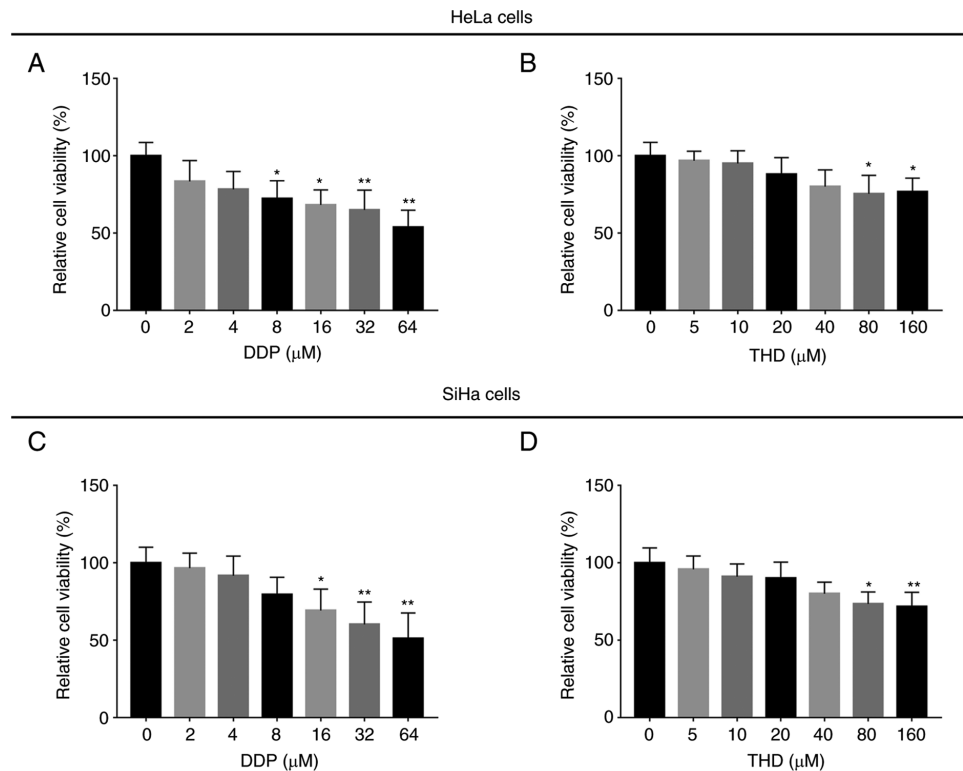 HeLa cells
A
B
Relative cell viability (%)
150
100
50
0
* * ** **
0 2 4 8 16 32 64
DDP (μM)
Relative cell viability (%)
150
100
50
0
* *
0 5 10 20 40 80 160
THD (μM)
SiHa cells
C
D
Relative cell viability (%)
150
100
50
0
* ** **
0 2 4 8 16 32 64
DDP (μM)
Relative cell viability (%)
150
100
50
0
* **
0 5 10 20 40 80 160
THD (μM)